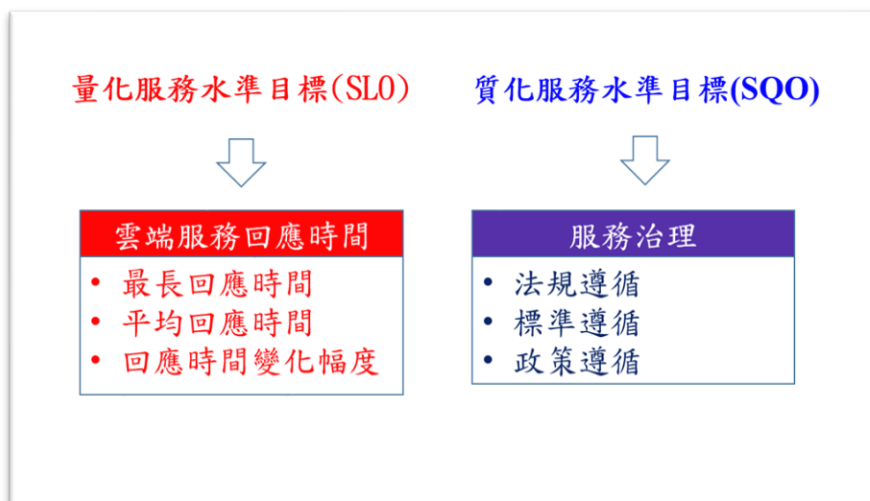 量化服務水準目標(SLO)
質化服務水準目標(SQO)
雲端服務回應時間
• 最長回應時間
• 平均回應時間
• 回應時間變化幅度
服務治理
• 法規遵循
• 標準遵循
• 政策遵循